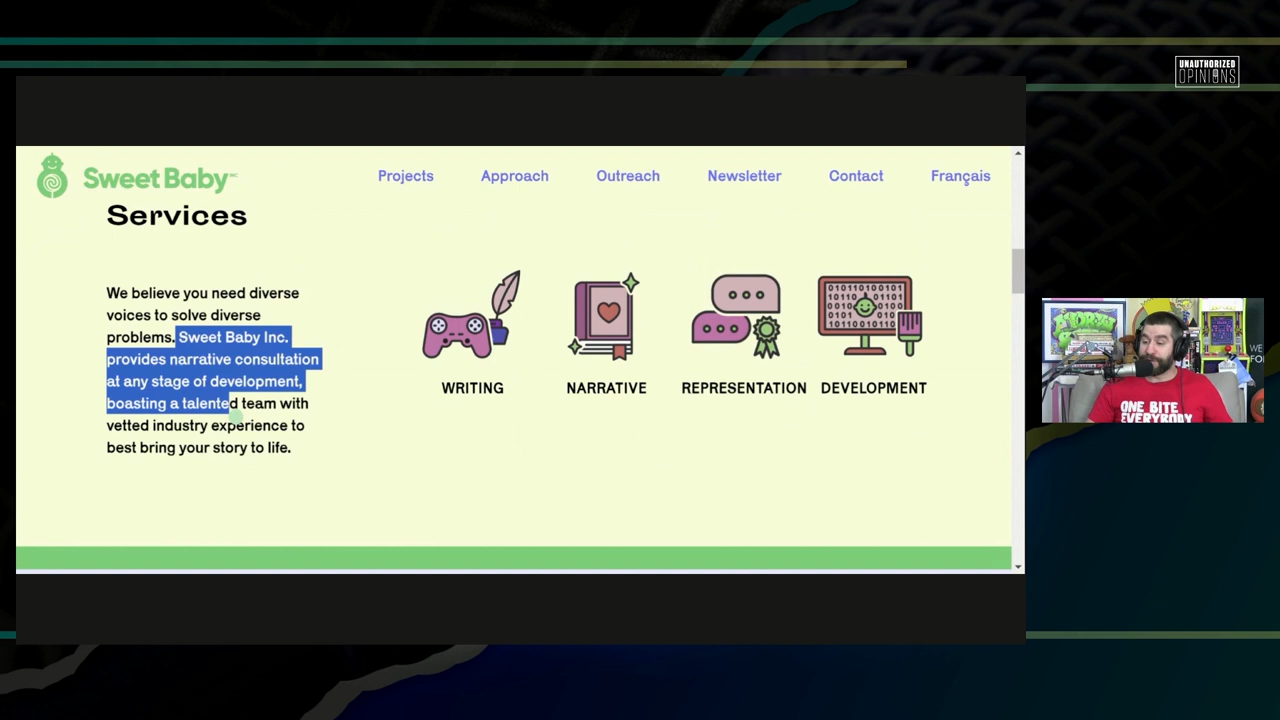 UNAUTHORIZED
OPINIONS
Sweet Baby INC
Projects
Approach
Outreach
Newsletter
Contact
Français
Services
We believe you need diverse
voices to solve diverse
problems. Sweet Baby Inc.
provides narrative consultation
at any stage of development,
boasting a talented team with
vetted industry experience to
best bring your story to life.
WRITING
NARRATIVE
REPRESENTATION
DEVELOPMENT
ONE BITE
EVERYBODY